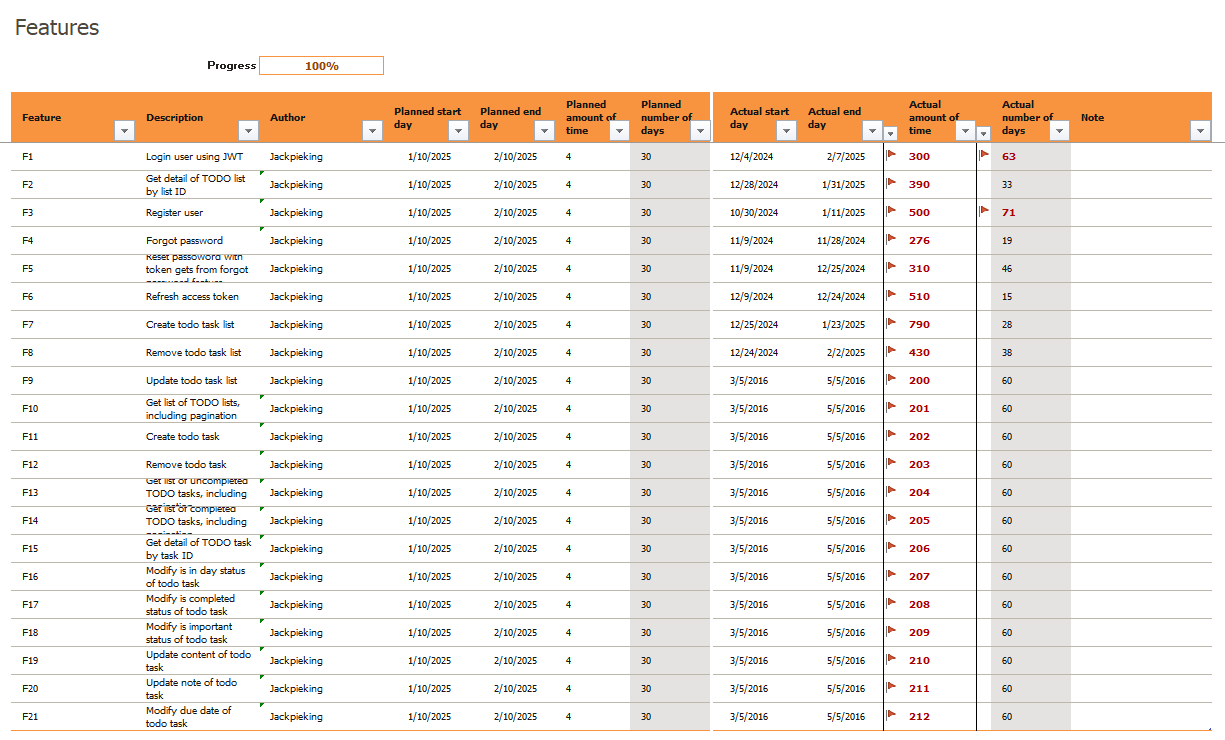 Features
Progress 100%
Feature Description Author Planned start day Planned end day Planned amount of time Planned number of days Actual start day Actual end day Actual amount of time Actual number of days Note
F1 Login user using JWT Jackpieking 1/10/2025 2/10/2025 4 30 12/4/2024 2/7/2025 300 63
F2 Get detail of TODO list by list ID Jackpieking 1/10/2025 2/10/2025 4 30 12/28/2024 1/31/2025 390 33
F3 Register user Jackpieking 1/10/2025 2/10/2025 4 30 10/30/2024 1/11/2025 500 71
F4 Forgot password Jackpieking 1/10/2025 2/10/2025 4 30 11/9/2024 11/28/2024 276 19
F5 Reset passoword with token gets from forgot password Jackpieking 1/10/2025 2/10/2025 4 30 11/9/2024 12/25/2024 310 46
F6 Refresh access token Jackpieking 1/10/2025 2/10/2025 4 30 12/9/2024 12/24/2024 510 15
F7 Create todo task list Jackpieking 1/10/2025 2/10/2025 4 30 12/25/2024 1/23/2025 790 28
F8 Remove todo task list Jackpieking 1/10/2025 2/10/2025 4 30 12/24/2024 2/2/2025 430 38
F9 Update todo task list Jackpieking 1/10/2025 2/10/2025 4 30 3/5/2016 5/5/2016 200 60
F10 Get list of TODO lists, including pagination Jackpieking 1/10/2025 2/10/2025 4 30 3/5/2016 5/5/2016 201 60
F11 Create todo task Jackpieking 1/10/2025 2/10/2025 4 30 3/5/2016 5/5/2016 202 60
F12 Remove todo task Jackpieking 1/10/2025 2/10/2025 4 30 3/5/2016 5/5/2016 203 60
F13 Get list of uncompleted TODO tasks, including Jackpieking 1/10/2025 2/10/2025 4 30 3/5/2016 5/5/2016 204 60
F14 Get list of completed TODO tasks, including Jackpieking 1/10/2025 2/10/2025 4 30 3/5/2016 5/5/2016 205 60
F15 Get detail of TODO task by task ID Jackpieking 1/10/2025 2/10/2025 4 30 3/5/2016 5/5/2016 206 60
F16 Modify is in day status of todo task Jackpieking 1/10/2025 2/10/2025 4 30 3/5/2016 5/5/2016 207 60
F17 Modify is completed status of todo task Jackpieking 1/10/2025 2/10/2025 4 30 3/5/2016 5/5/2016 208 60
F18 Modify is important status of todo task Jackpieking 1/10/2025 2/10/2025 4 30 3/5/2016 5/5/2016 209 60
F19 Update content of todo task Jackpieking 1/10/2025 2/10/2025 4 30 3/5/2016 5/5/2016 210 60
F20 Update note of todo task Jackpieking 1/10/2025 2/10/2025 4 30 3/5/2016 5/5/2016 211 60
F21 Modify due date of todo task Jackpieking 1/10/2025 2/10/2025 4 30 3/5/2016 5/5/2016 212 60